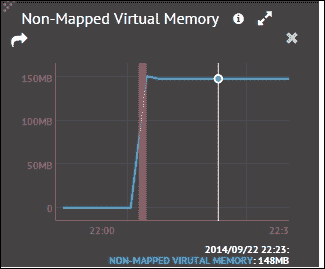 Non-Mapped Virtual Memory
150MB
100MB
50MB
0
22:00
22:3
2014/09/22 22:23:
NON-MAPPED VIRUTAL MEMORY: 148MB